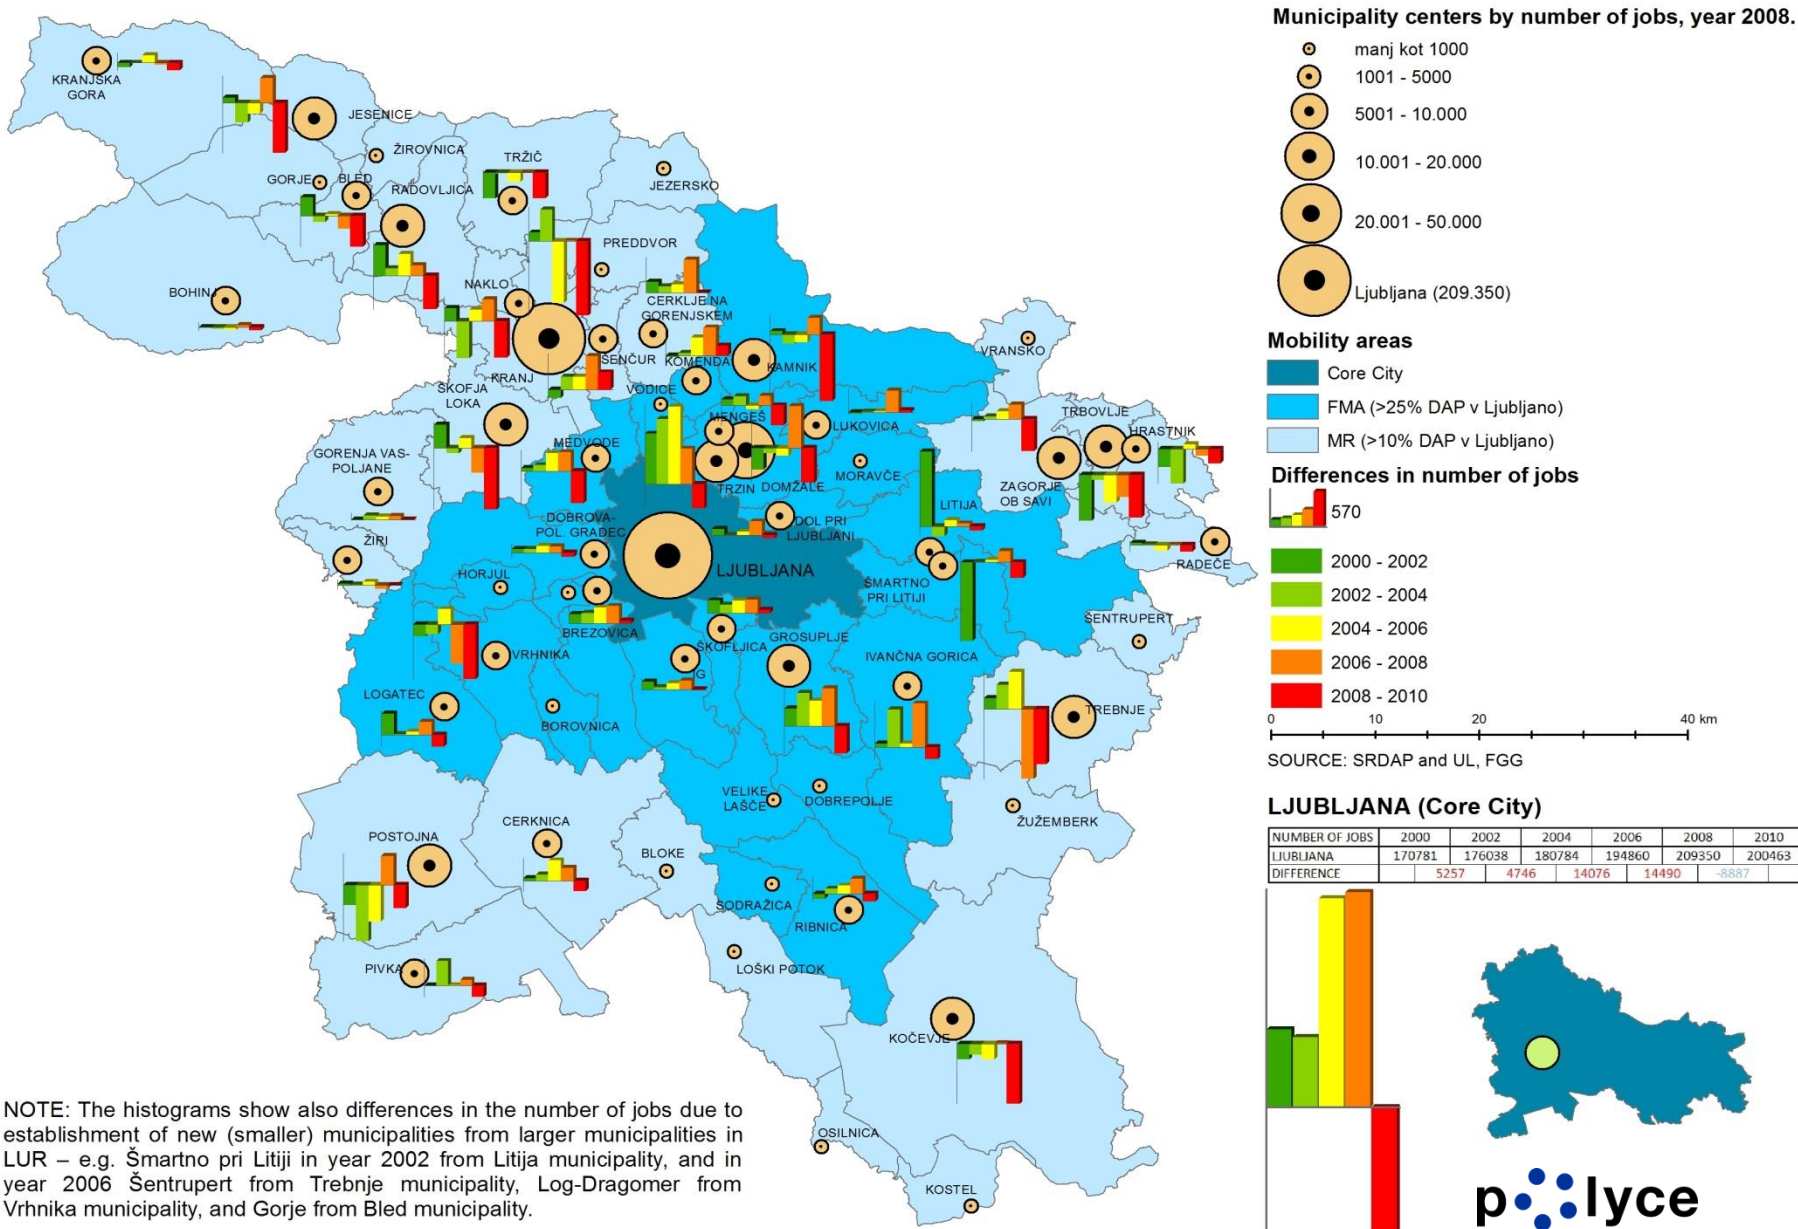 Municipality centers by number of jobs, year 2008.
manj kot 1000
1001 - 5000
5001 - 10.000
10.001 - 20.000
20.001 - 50.000
Ljubljana (209.350)
Mobility areas
Core City
FMA (>25% DAP v Ljubljano)
MR (>10% DAP v Ljubljano)
Differences in number of jobs
570
2000 - 2002
2002 - 2004
2004 - 2006
2006 - 2008
2008 - 2010
0 10 20 40 km
SOURCE: SRDAP and UL, FGG
LJUBLJANA (Core City)
NUMBER OF JOBS 2000 2002 2004 2006 2008 2010
LJUBLJANA 170781 176038 180784 194860 209350 200463
DIFFERENCE 5257 4746 14076 14490 -8887
KRANJSKA
GORA
JESENICE
ŽIROVNICA
GORJE
BLED
RADOVLJICA
TRŽIČ
JEZERSKO
PREDDVOR
BOHINJ
NAKLO
CERKLJE NA
GORENJSKEM
ŠENČUR
KOMENDA
KAMNIK
KRANJ
VODICE
ŠKOFJA
LOKA
MENGEŠ
LUKOVICA
VRANSKO
TRBOVLJE
HRASTNIK
MEDVODE
GORENJA VAS-
POLJANE
TRZIN
DOMŽALE
MORAVČE
ZAGORJE
OB SAVI
LITIJA
DOBROVA-
POL. GRADEC
DOL PRI
LJUBLJANI
ŽIRI
HORJUL
LJUBLJANA
ŠMARTNO
PRI LITIJI
RADEČE
BREZOVICA
ŠENTRUPERT
VRHNIKA
ŠKOFLJICA
GROSUPLJE
IVANČNA GORICA
IG
LOGATEC
BOROVNICA
TREBNJE
VELIKE
LAŠČE
DOBREPOLJE
ŽUŽEMBERK
POSTOJNA
CERKNICA
BLOKE
SODRAŽICA
RIBNICA
PIVKA
LOŠKI POTOK
KOČEVJE
OSILNICA
KOSTEL
NOTE: The histograms show also differences in the number of jobs due to
establishment of new (smaller) municipalities from larger municipalities in
LUR – e.g. Šmartno pri Litiji in year 2002 from Litija municipality, and in
year 2006 Šentrupert from Trebnje municipality, Log-Dragomer from
Vrhnika municipality, and Gorje from Bled municipality.
polyce